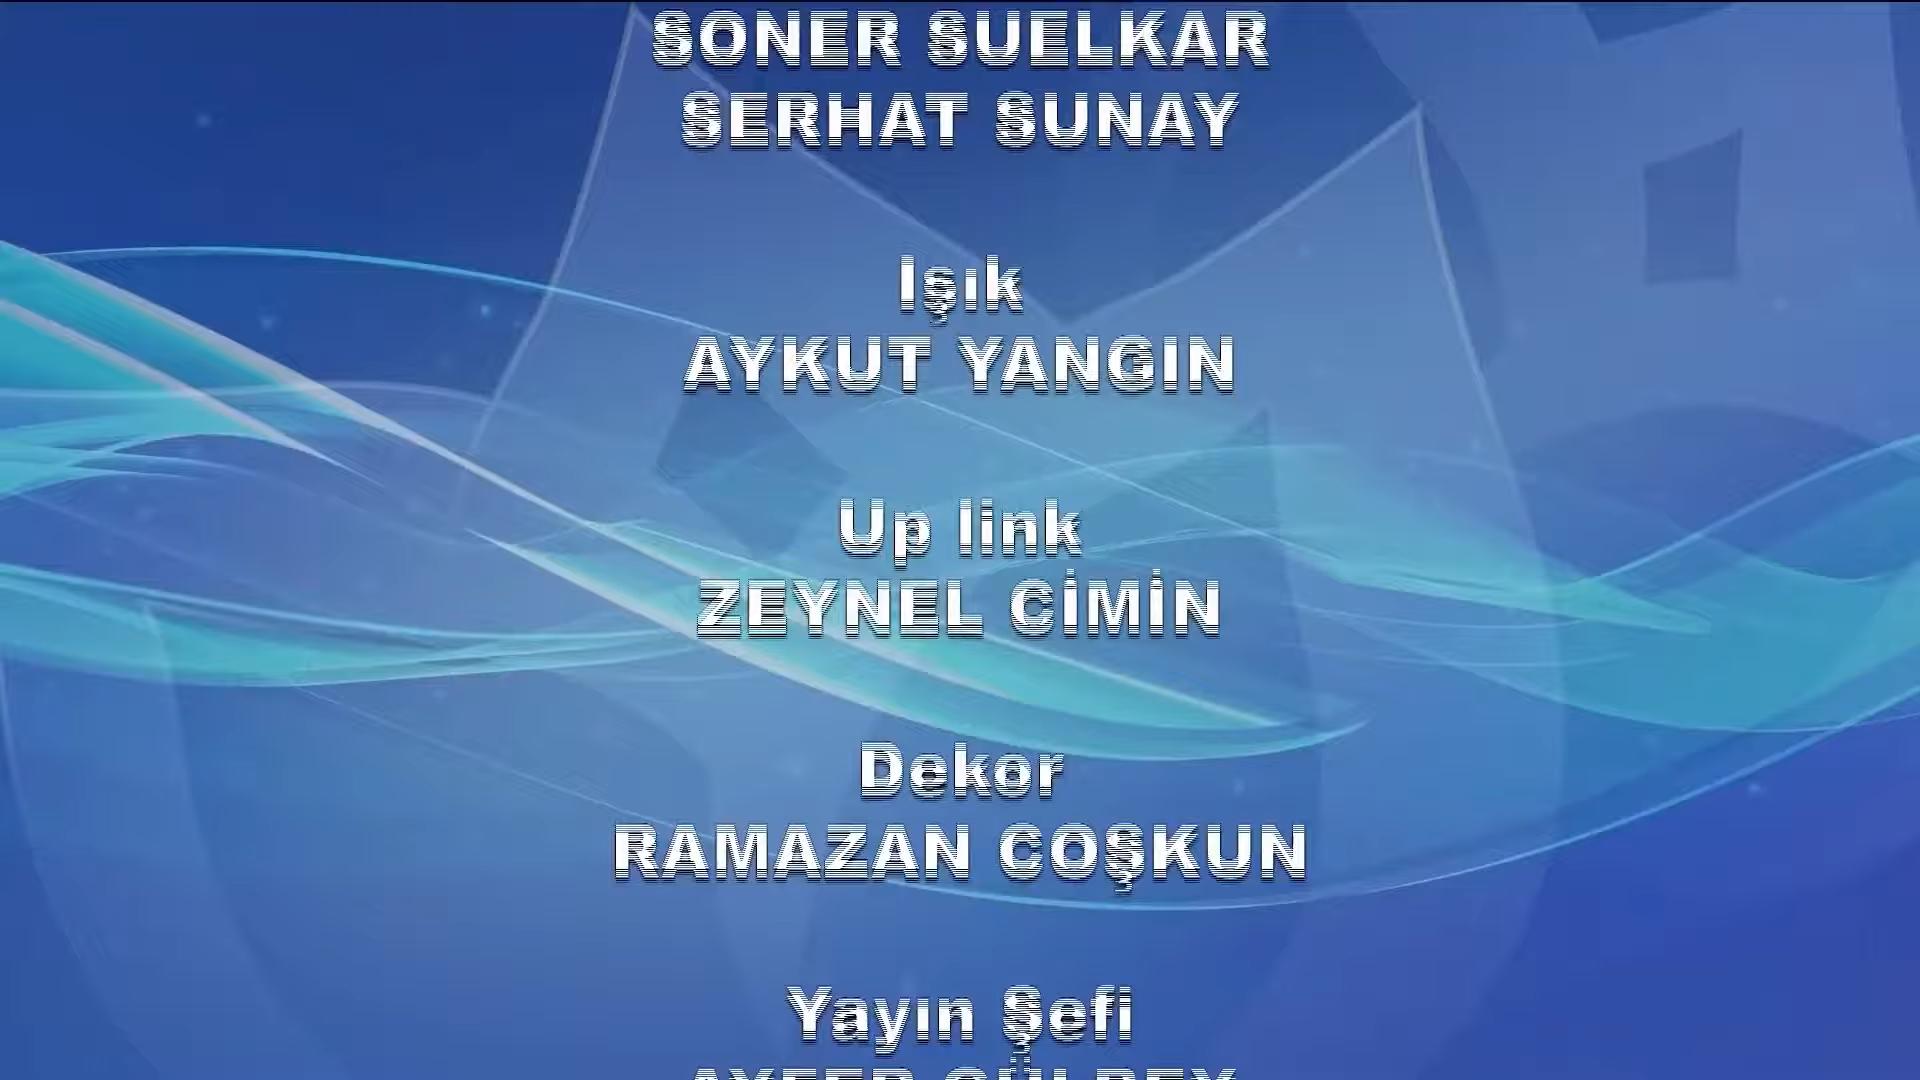 SONER SUELKAR
SERHAT SUNAY
Işık
AYKUT YANGIN
Up link
ZEYNEL CİMİN
Dekor
RAMAZAN COŞKUN
Yayın Şefi